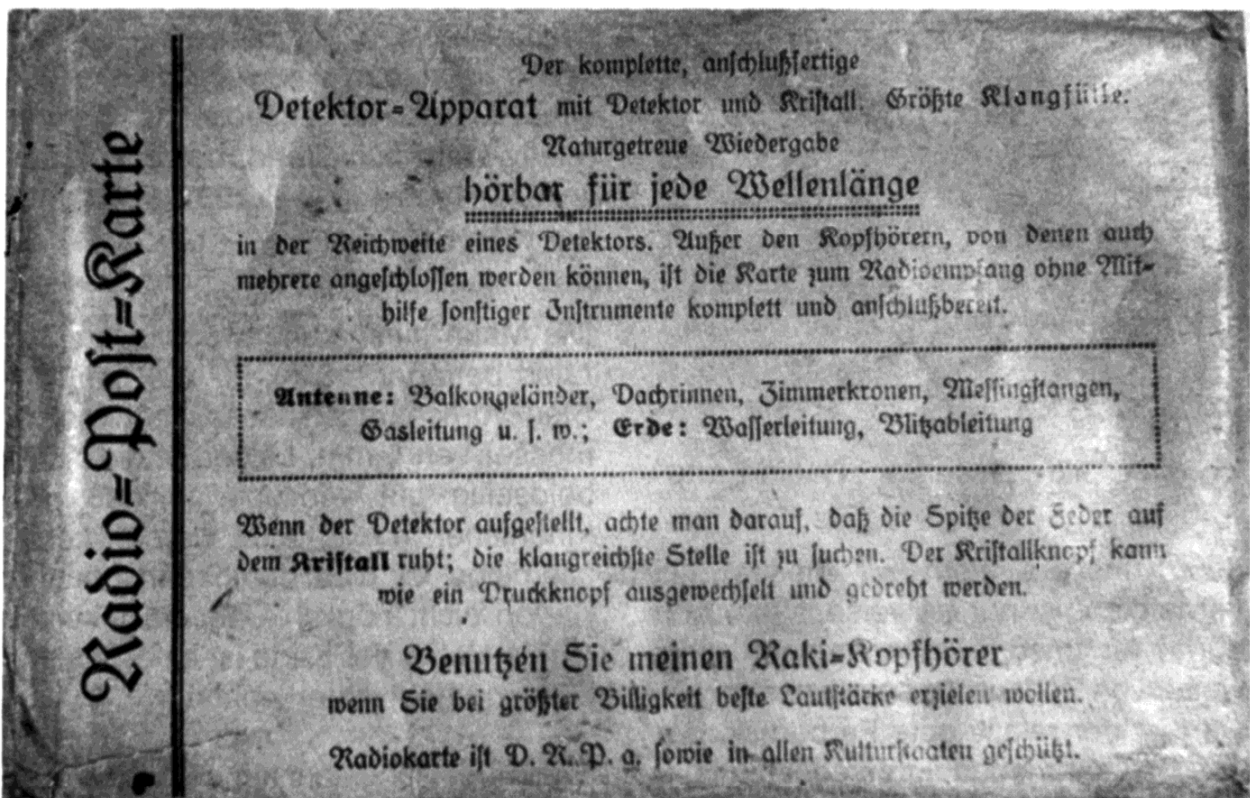 Radio=Post=Karte
Der komplette, anschlußfertige
Detektor=Apparat mit Detektor und Kristall. Größte Klangfülle.
Naturgetreue Wiedergabe
hörbar für jede Wellenlänge
in der Reichweite eines Detektors. Außer den Kopfhörern, von denen auch
mehrere angeschlossen werden können, ist die Karte zum Radioempfang ohne Mit=
hilfe sonstiger Instrumente komplett und anschlußbereit.
Antenne: Balkongeländer, Dachrinnen, Zimmerkronen, Messingstangen,
Gasleitung u. s. w.; Erde: Wasserleitung, Blitzableitung
Wenn der Detektor aufgestellt, achte man darauf, daß die Spitze der Feder auf
dem Kristall ruht; die klangreichste Stelle ist zu suchen. Der Kristallknopf kann
wie ein Druckknopf ausgewechselt und gedreht werden.
Benutzen Sie meinen Raki=Kopfhörer
wenn Sie bei größter Billigkeit beste Lautstärke erzielen wollen.
Radiokarte ist D. R. P. a. sowie in allen Kulturstaaten geschützt.